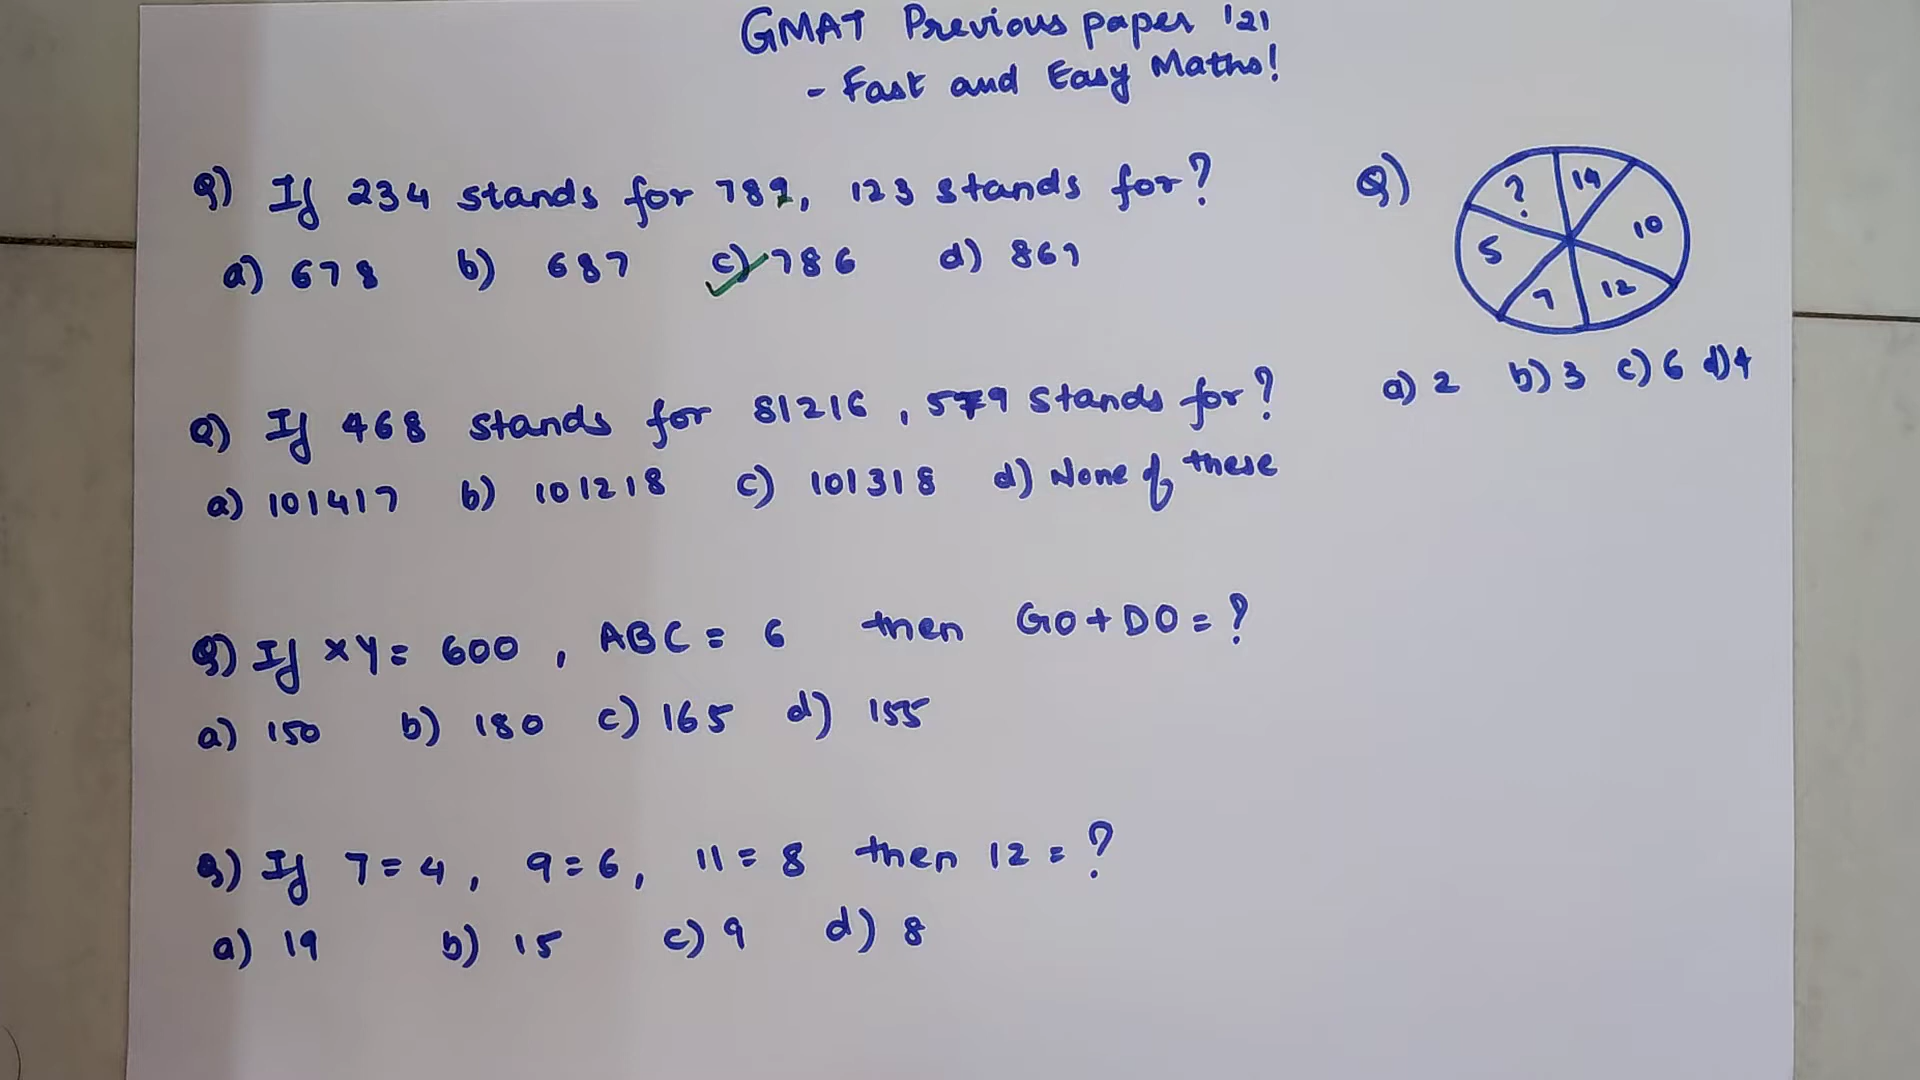 GMAT Previous paper '21
- Fast and Easy Maths!
Q) If 234 stands for 789, 123 stands for?
a) 678 b) 687 c) 786 d) 867
Q) If 468 stands for 81216, 579 stands for?
a) 101417 b) 101218 c) 101318 d) None of these
Q) If XY = 600, ABC = 6 then GO+DO = ?
a) 150 b) 180 c) 165 d) 155
Q) If 7=4, 9=6, 11=8 then 12 = ?
a) 19 b) 15 c) 9 d) 8
Q)
? 14
5 10
7 12
a) 2 b) 3 c) 6 d) 4